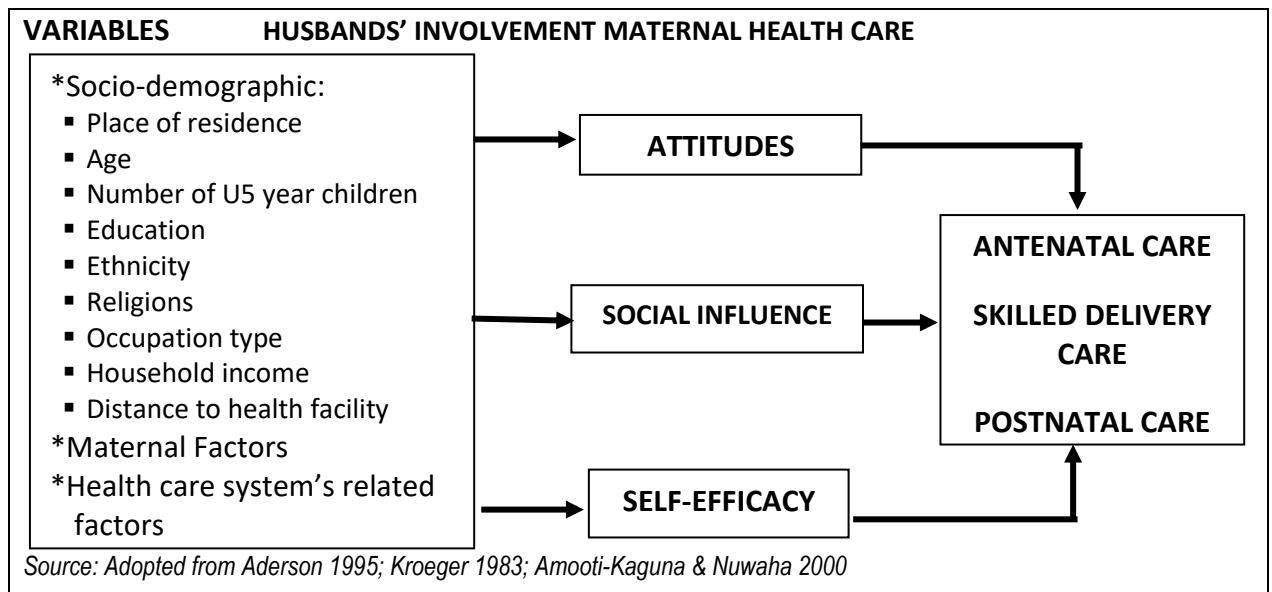 VARIABLES HUSBANDS’ INVOLVEMENT MATERNAL HEALTH CARE
*Socio-demographic:
▪ Place of residence
▪ Age
▪ Number of U5 year children
▪ Education
▪ Ethnicity
▪ Religions
▪ Occupation type
▪ Household income
▪ Distance to health facility
*Maternal Factors
*Health care system’s related
factors
ATTITUDES
SOCIAL INFLUENCE
SELF-EFFICACY
ANTENATAL CARE
SKILLED DELIVERY
CARE
POSTNATAL CARE
Source: Adopted from Aderson 1995; Kroeger 1983; Amooti-Kaguna & Nuwaha 2000